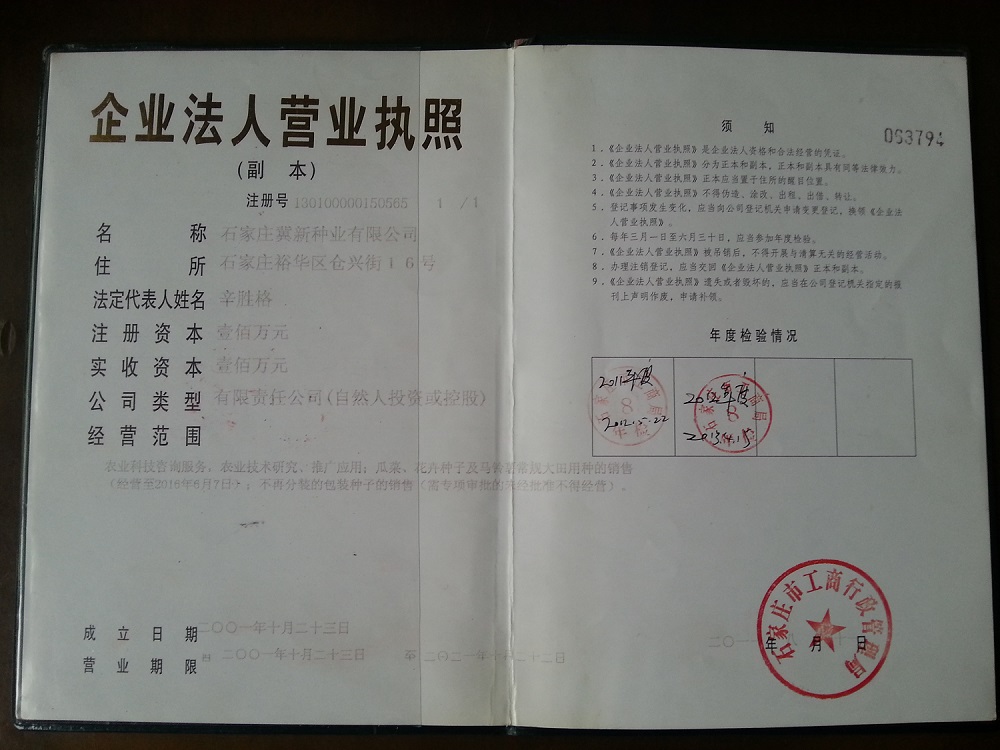 企业法人营业执照
(副 本)
注册号 130100000150565 1 /1
名 称 石家庄冀新种业有限公司
住 所 石家庄裕华区仓兴街16号
法定代表人姓名 辛胜格
注册资本 壹佰万元
实收资本 壹佰万元
公司类型 有限责任公司(自然人投资或控股)
经营范围
农业科技咨询服务，农业技术研究、推广应用；瓜菜、花卉种子及马铃薯常规大田用种的销售
（经营至2016年6月7日）；不再分装的包装种子的销售（需专项审批的未经批准不得经营）。
成立日期 二〇〇一年十月二十三日
营业期限 自 二〇〇一年十月二十三日 至 二〇二一年十月二十二日
须 知
053794
1．《企业法人营业执照》是企业法人资格和合法经营的凭证。
2．《企业法人营业执照》分为正本和副本，正本和副本具有同等法律效力。
3．《企业法人营业执照》正本应当置于住所的醒目位置。
4．《企业法人营业执照》不得伪造、涂改、出租、出借、转让。
5．登记事项发生变化，应当向公司登记机关申请变更登记，换领《企业法
人营业执照》。
6．每年三月一日至六月三十日，应当参加年度检验。
7．《企业法人营业执照》被吊销后，不得开展与清算无关的经营活动。
8．办理注销登记，应当交回《企业法人营业执照》正本和副本。
9．《企业法人营业执照》遗失或者毁坏的，应当在公司登记机关指定的报
刊上声明作废，申请补领。
年度检验情况
2011年度
8
2012.5.22
2012年度
8
2013.4.15
石家庄市工商行政管理局
年 月 日